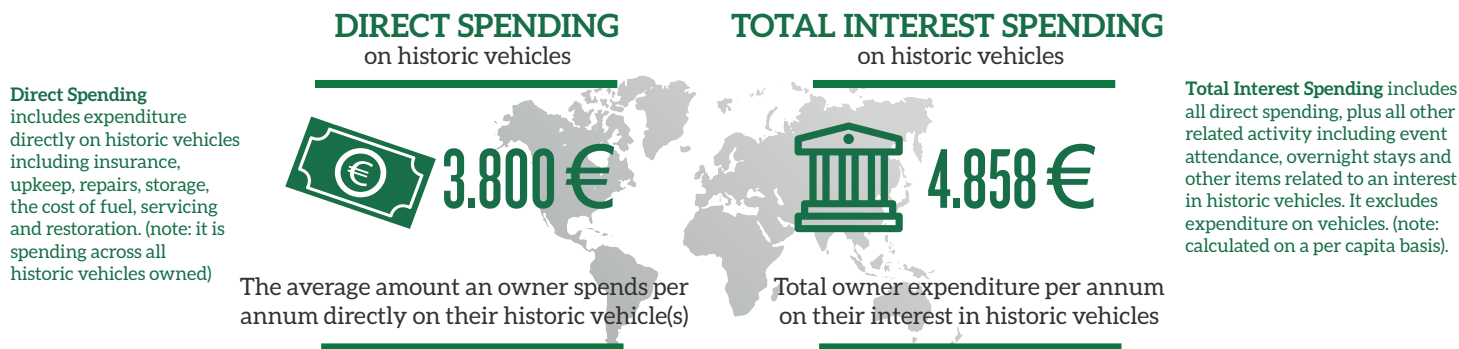 DIRECT SPENDING
on historic vehicles
TOTAL INTEREST SPENDING
on historic vehicles
Direct Spending
includes expenditure
directly on historic vehicles
including insurance,
upkeep, repairs, storage,
the cost of fuel, servicing
and restoration. (note: it is
spending across all
historic vehicles owned)
€
3.800 €
The average amount an owner spends per
annum directly on their historic vehicle(s)
4.858 €
Total owner expenditure per annum
on their interest in historic vehicles
Total Interest Spending includes
all direct spending, plus all other
related activity including event
attendance, overnight stays and
other items related to an interest
in historic vehicles. It excludes
expenditure on vehicles. (note:
calculated on a per capita basis).